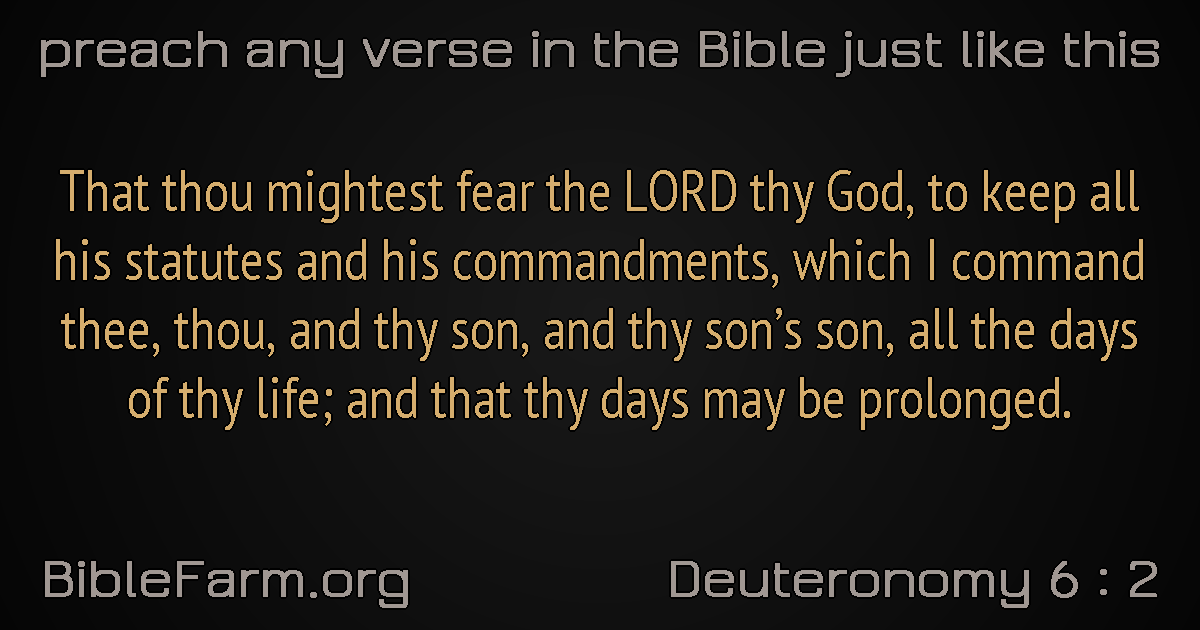 preach any verse in the Bible just like this
That thou mightest fear the LORD thy God, to keep all
his statutes and his commandments, which I command
thee, thou, and thy son, and thy son’s son, all the days
of thy life; and that thy days may be prolonged.
BibleFarm.org
Deuteronomy 6 : 2